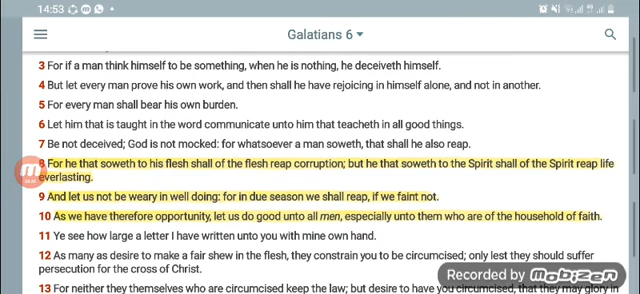 14:53
Galatians 6
3 For if a man think himself to be something, when he is nothing, he deceiveth himself.
4 But let every man prove his own work, and then shall he have rejoicing in himself alone, and not in another.
5 For every man shall bear his own burden.
6 Let him that is taught in the word communicate unto him that teacheth in all good things.
7 Be not deceived; God is not mocked: for whatsoever a man soweth, that shall he also reap.
8 For he that soweth to his flesh shall of the flesh reap corruption; but he that soweth to the Spirit shall of the Spirit reap life
everlasting.
9 And let us not be weary in well doing: for in due season we shall reap, if we faint not.
10 As we have therefore opportunity, let us do good unto all men, especially unto them who are of the household of faith.
11 Ye see how large a letter I have written unto you with mine own hand.
12 As many as desire to make a fair shew in the flesh, they constrain you to be circumcised; only lest they should suffer
persecution for the cross of Christ.
Recorded by Mobizen
13 For neither they themselves who are circumcised keep the law; but desire to have you circumcised, that they may glory in